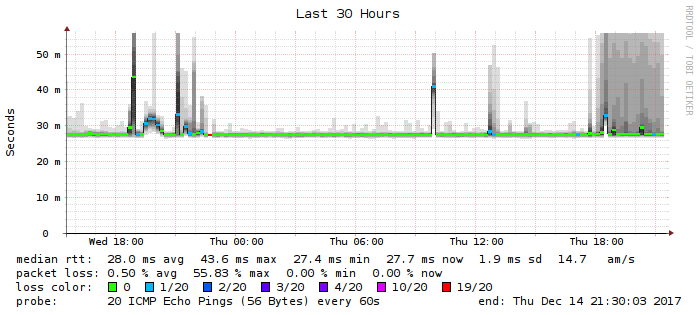 Last 30 Hours
RRDTOOL / TOBI OETIKER
Seconds
50 m
40 m
30 m
20 m
10 m
0
Wed 18:00 Thu 00:00 Thu 06:00 Thu 12:00 Thu 18:00
median rtt: 28.0 ms avg 43.6 ms max 27.4 ms min 27.7 ms now 1.9 ms sd 14.7 am/s
packet loss: 0.50 % avg 55.83 % max 0.00 % min 0.00 % now
loss color: 0 1/20 2/20 3/20 4/20 10/20 19/20
probe: 20 ICMP Echo Pings (56 Bytes) every 60s end: Thu Dec 14 21:30:03 2017